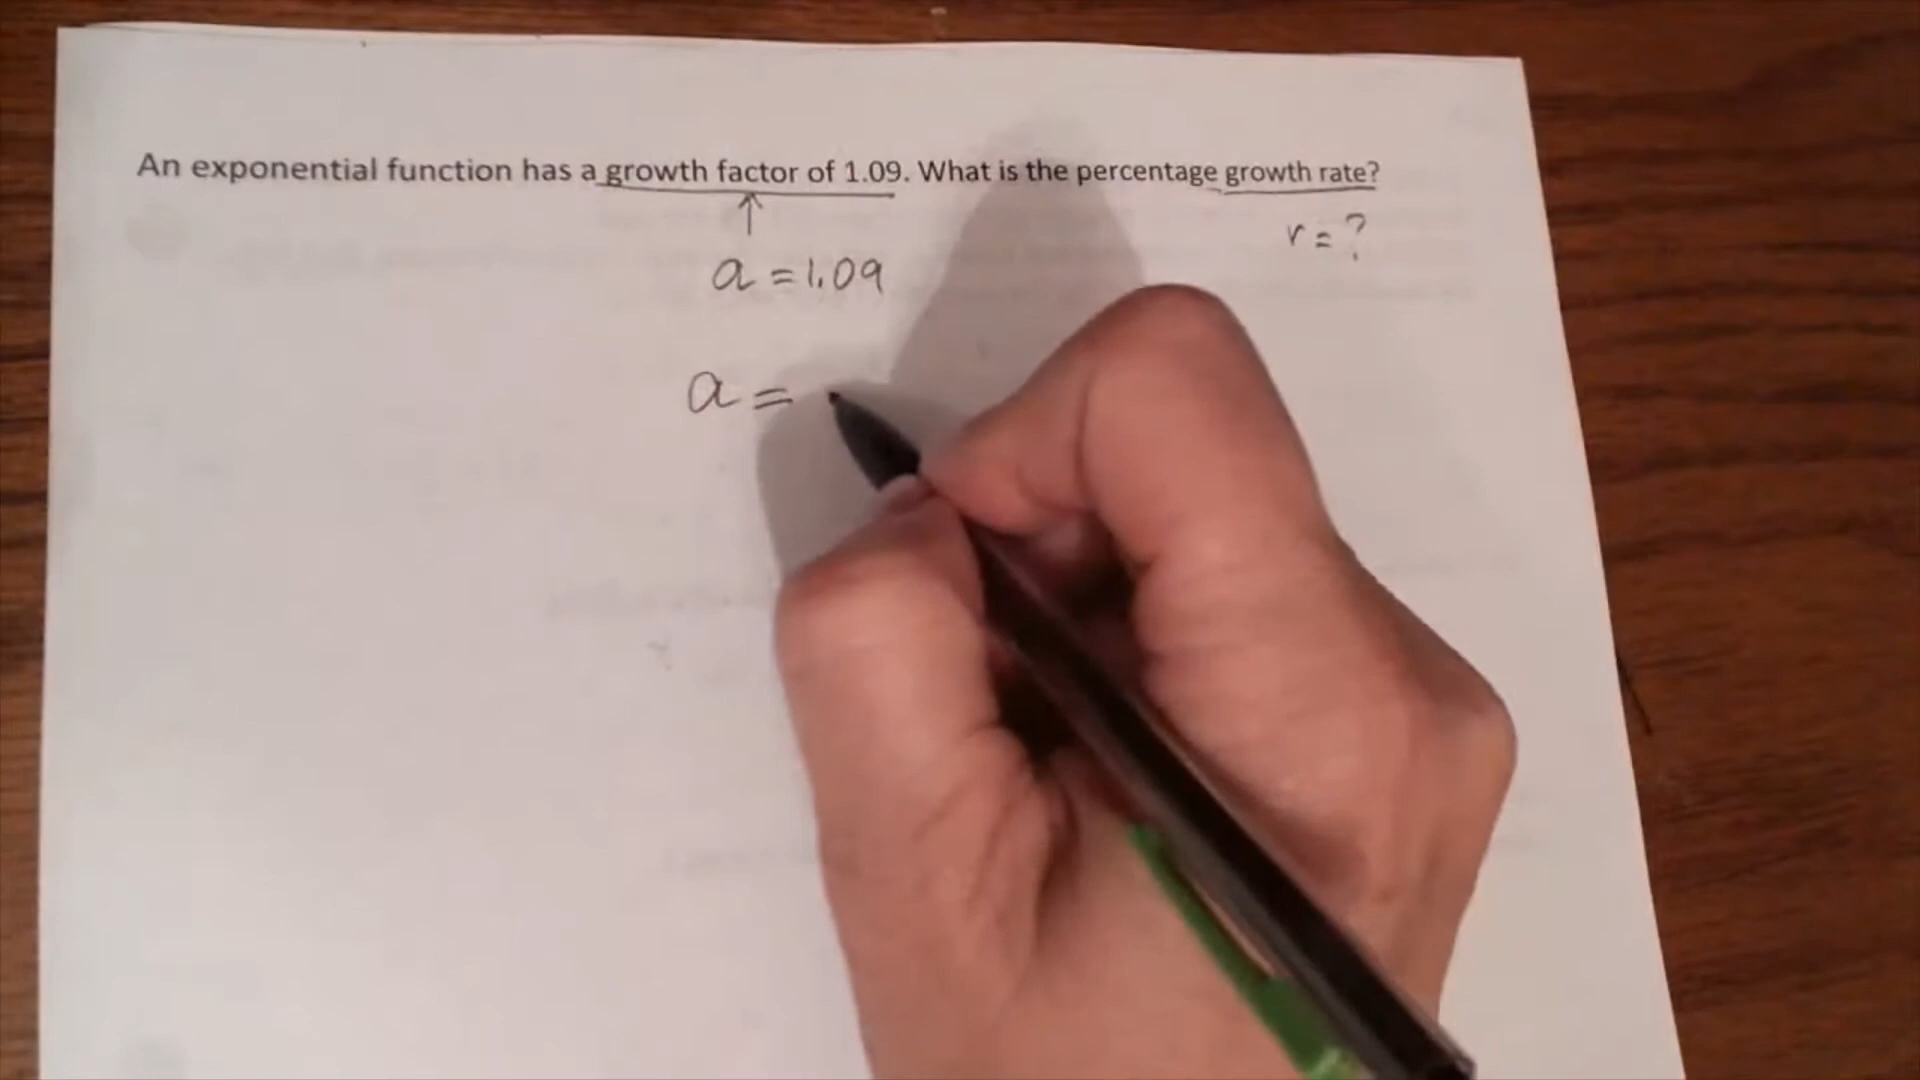 An exponential function has a growth factor of 1.09. What is the percentage growth rate?
↑
r = ?
a = 1.09
a =